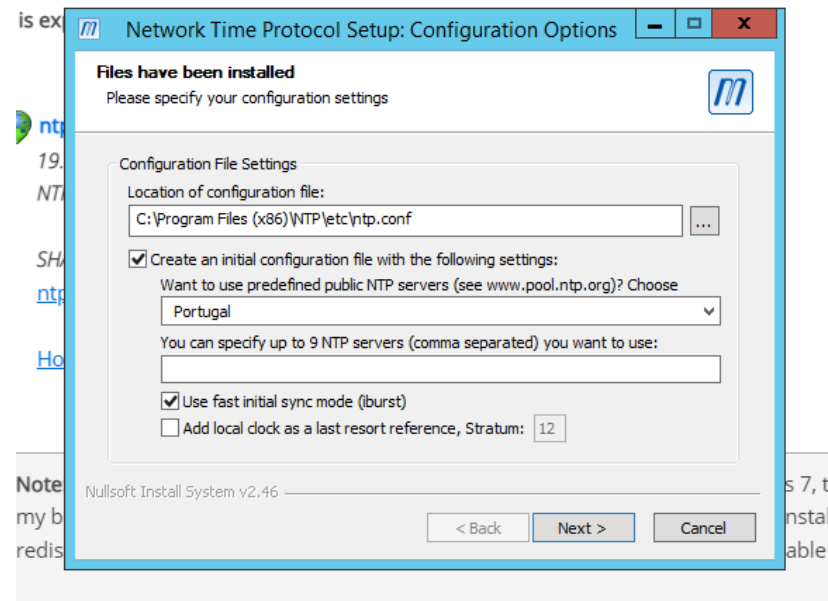 is ex
Network Time Protocol Setup: Configuration Options
Files have been installed
Please specify your configuration settings
ntp
19.
NT
Configuration File Settings
Location of configuration file:
C:\Program Files (x86)\NTP\etc\ntp.conf
...
SH
Create an initial configuration file with the following settings:
ntp
Want to use predefined public NTP servers (see www.pool.ntp.org)? Choose
Portugal
You can specify up to 9 NTP servers (comma separated) you want to use:
Ho
Use fast initial sync mode (iburst)
Add local clock as a last resort reference, Stratum: 12
Note
Nullsoft Install System v2.46
s 7, t
my b
< Back Next > Cancel
nstal
redis
able